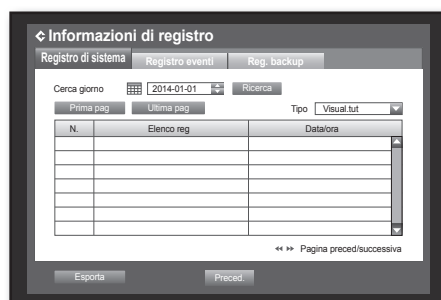 Informazioni di registro
Registro di sistema Registro eventi Reg. backup
Cerca giorno 2014-01-01 Ricerca
Prima pag Ultima pag Tipo Visual.tut
N. Elenco reg Data/ora
Pagina preced/successiva
Esporta Preced.